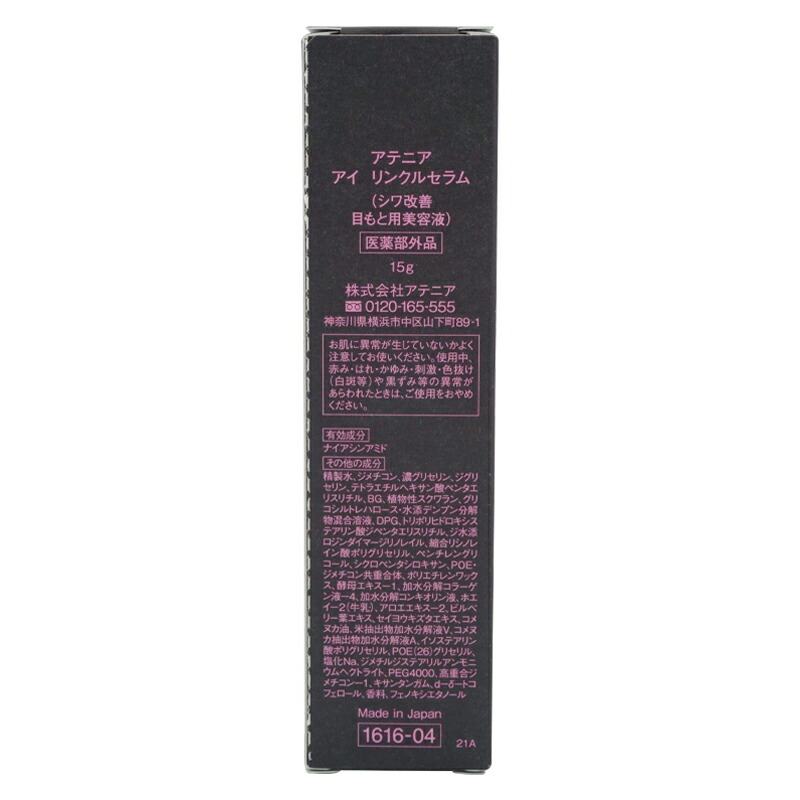 アテニア
アイ リンクルセラム
(シワ改善
目もと用美容液)
医薬部外品
15g
株式会社アテニア
0120-165-555
神奈川県横浜市中区山下町89-1
お肌に異常が生じていないかよく
注意してお使いください。使用中、
赤み・はれ・かゆみ・刺激・色抜け
(白斑等)や黒ずみ等の異常が
あらわれたときは、ご使用をおやめ
ください。
有効成分
ナイアシンアミド
その他の成分
精製水、ジメチコン、濃グリセリン、ジグリ
セリン、テトラエチルヘキサン酸ペンタエ
リスリチル、BG、植物性スクワラン、グリ
コシルトレハロース・水添デンプン分解
物混合溶液、DPG、トリポリヒドロキシス
テアリン酸ジペンタエリスリチル、ジ水添
ロジンダイマージリノレイル、縮合リシノレ
イン酸ポリグリセリル、ペンチレングリ
コール、シクロペンタシロキサン、POE・
ジメチコン共重合体、ポリエチレンワック
ス、酵母エキス-1、加水分解コラーゲ
ン液-4、加水分解コンキオリン液、ホエ
イ-2(牛乳)、アロエエキス-2、ビルベ
リー葉エキス、セイヨウキズタエキス、コメ
ヌカ油、米抽出物加水分解液V、コメヌ
カ抽出物加水分解液A、イソステアリン
酸ポリグリセリル、POE(26)グリセリル、
塩化Na、ジメチルジステアリルアンモニ
ウムヘクトライト、PEG4000、高重合ジ
メチコン-1、キサンタンガム、d-δ-トコ
フェロール、香料、フェノキシエタノール
Made in Japan
1616-04
21A